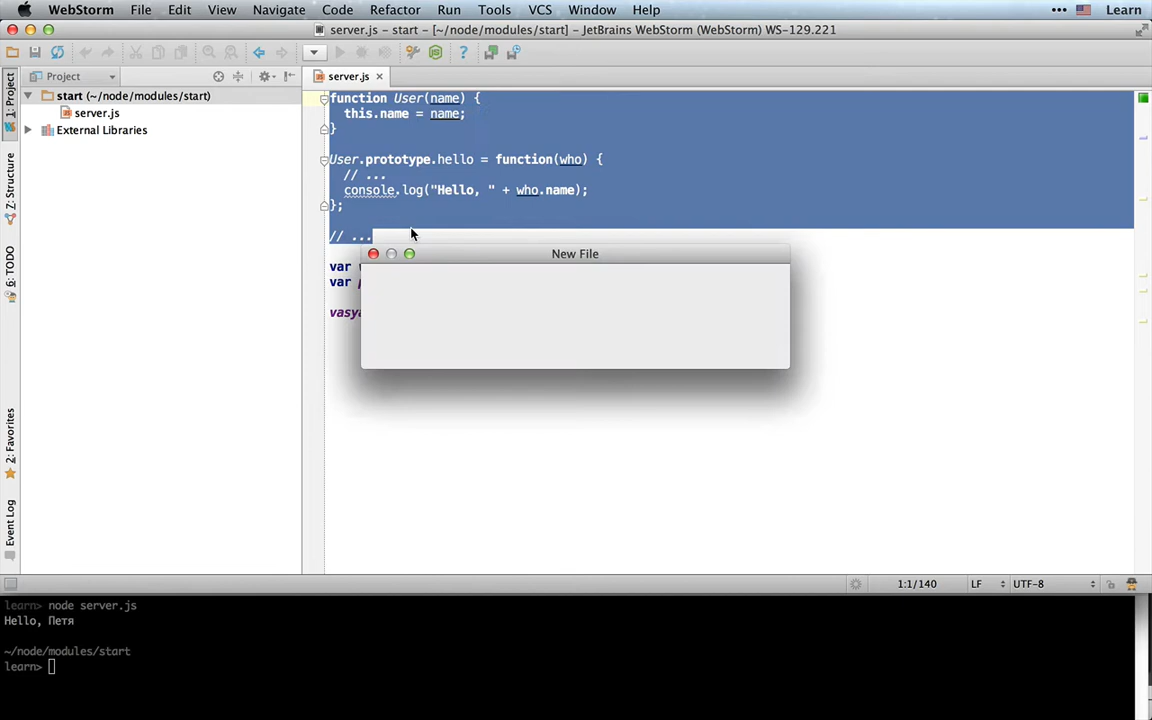 WebStorm File Edit View Navigate Code Refactor Run Tools VCS Window Help ••• Learn
server.js – start – [~/node/modules/start] – JetBrains WebStorm (WebStorm) WS-129.221
Project
server.js
1: Project
Z: Structure
6: TODO
2: Favorites
Event Log
start (~/node/modules/start)
server.js
External Libraries
function User(name) {
this.name = name;
}
User.prototype.hello = function(who) {
// ...
console.log("Hello, " + who.name);
};
// ...
var
var
vasya
New File
1:1/140 LF UTF-8
learn> node server.js
Hello, Петя
~/node/modules/start
learn>